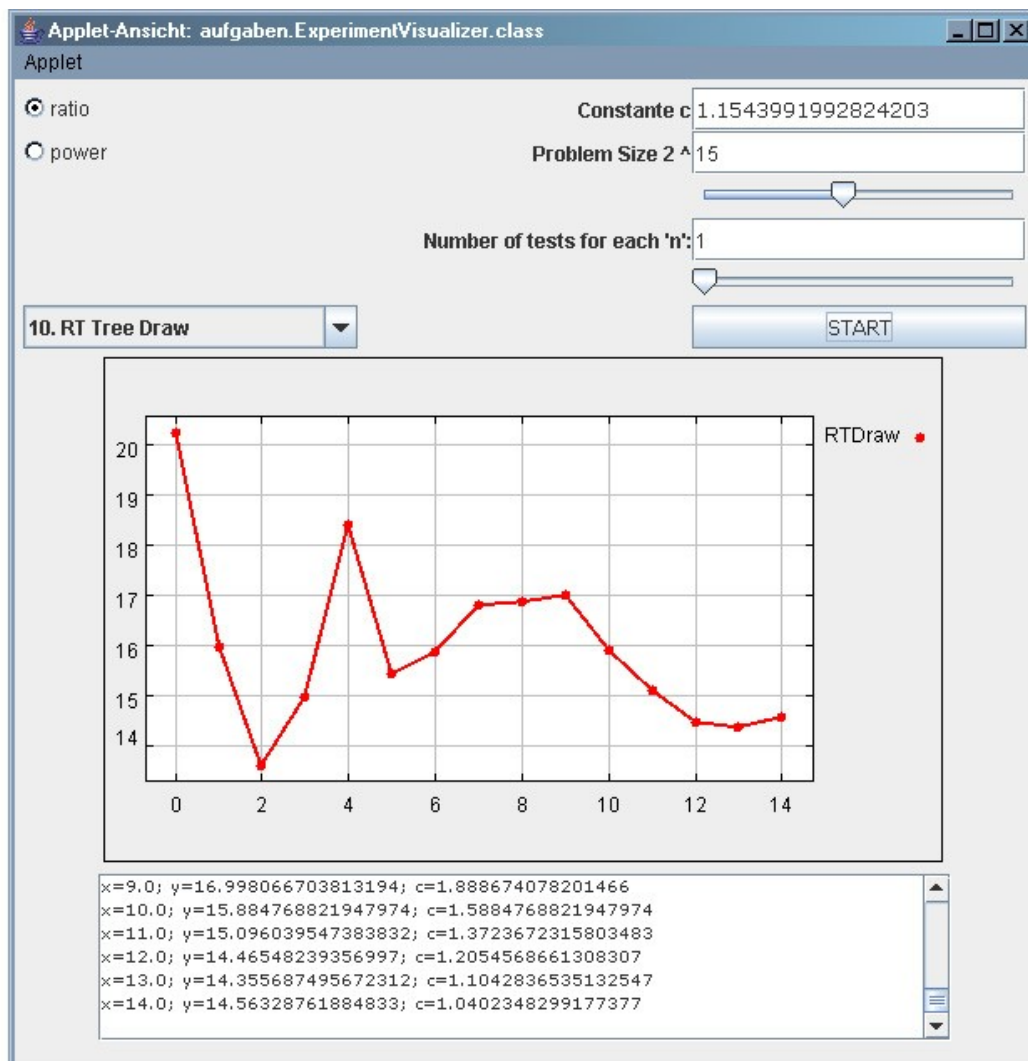 Applet-Ansicht: aufgaben.ExperimentVisualizer.class
Applet
ratio
Constante c 1.1543991992824203
power
Problem Size 2 ^ 15
Number of tests for each 'n': 1
10. RT Tree Draw
START
RTDraw
20
19
18
17
16
15
14
0 2 4 6 8 10 12 14
x=9.0; y=16.998066703813194; c=1.888674078201466
x=10.0; y=15.884768821947974; c=1.5884768821947974
x=11.0; y=15.096039547383832; c=1.3723672315803483
x=12.0; y=14.46548239356997; c=1.2054568661308307
x=13.0; y=14.355687495672312; c=1.1042836535132547
x=14.0; y=14.56328761884833; c=1.0402348299177377